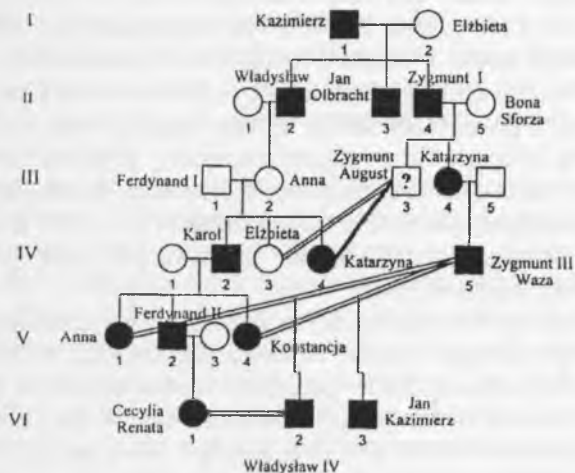 I
Kazimierz
Elżbieta
1
2
II
Władysław
Jan
Olbracht
Zygmunt I
Bona
Sforza
1
2
3
4
5
III
Ferdynand I
Anna
Zygmunt
August
?
Katarzyna
1
2
3
4
5
IV
Karol
Elżbieta
Katarzyna
Zygmunt III
Waza
1
2
3
4
5
V
Anna
Ferdynand II
Konstancja
1
2
3
4
VI
Cecylia
Renata
Jan
Kazimierz
1
2
3
Władysław IV